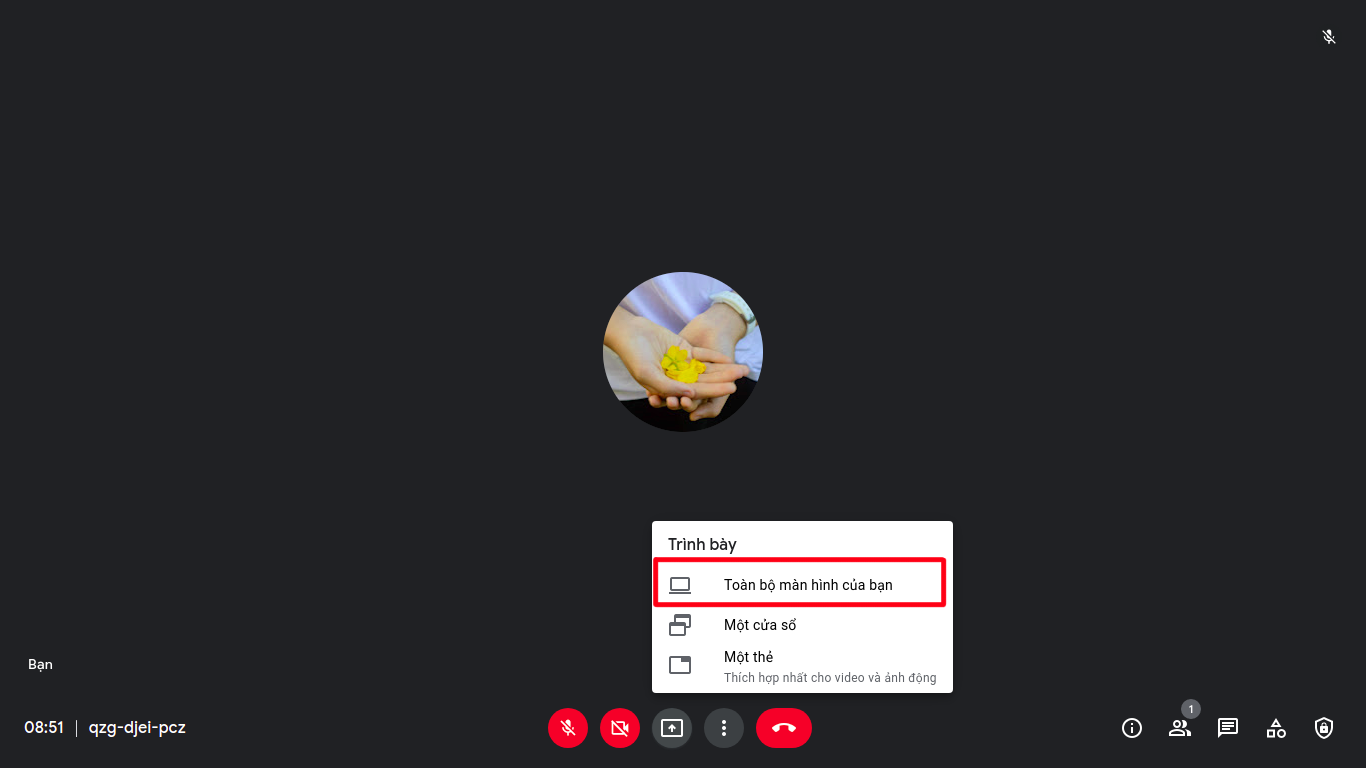 Trình bày
Toàn bộ màn hình của bạn
Một cửa sổ
Một thẻ
Thích hợp nhất cho video và ảnh động
Bạn
08:51 | qzg-djei-pcz
1